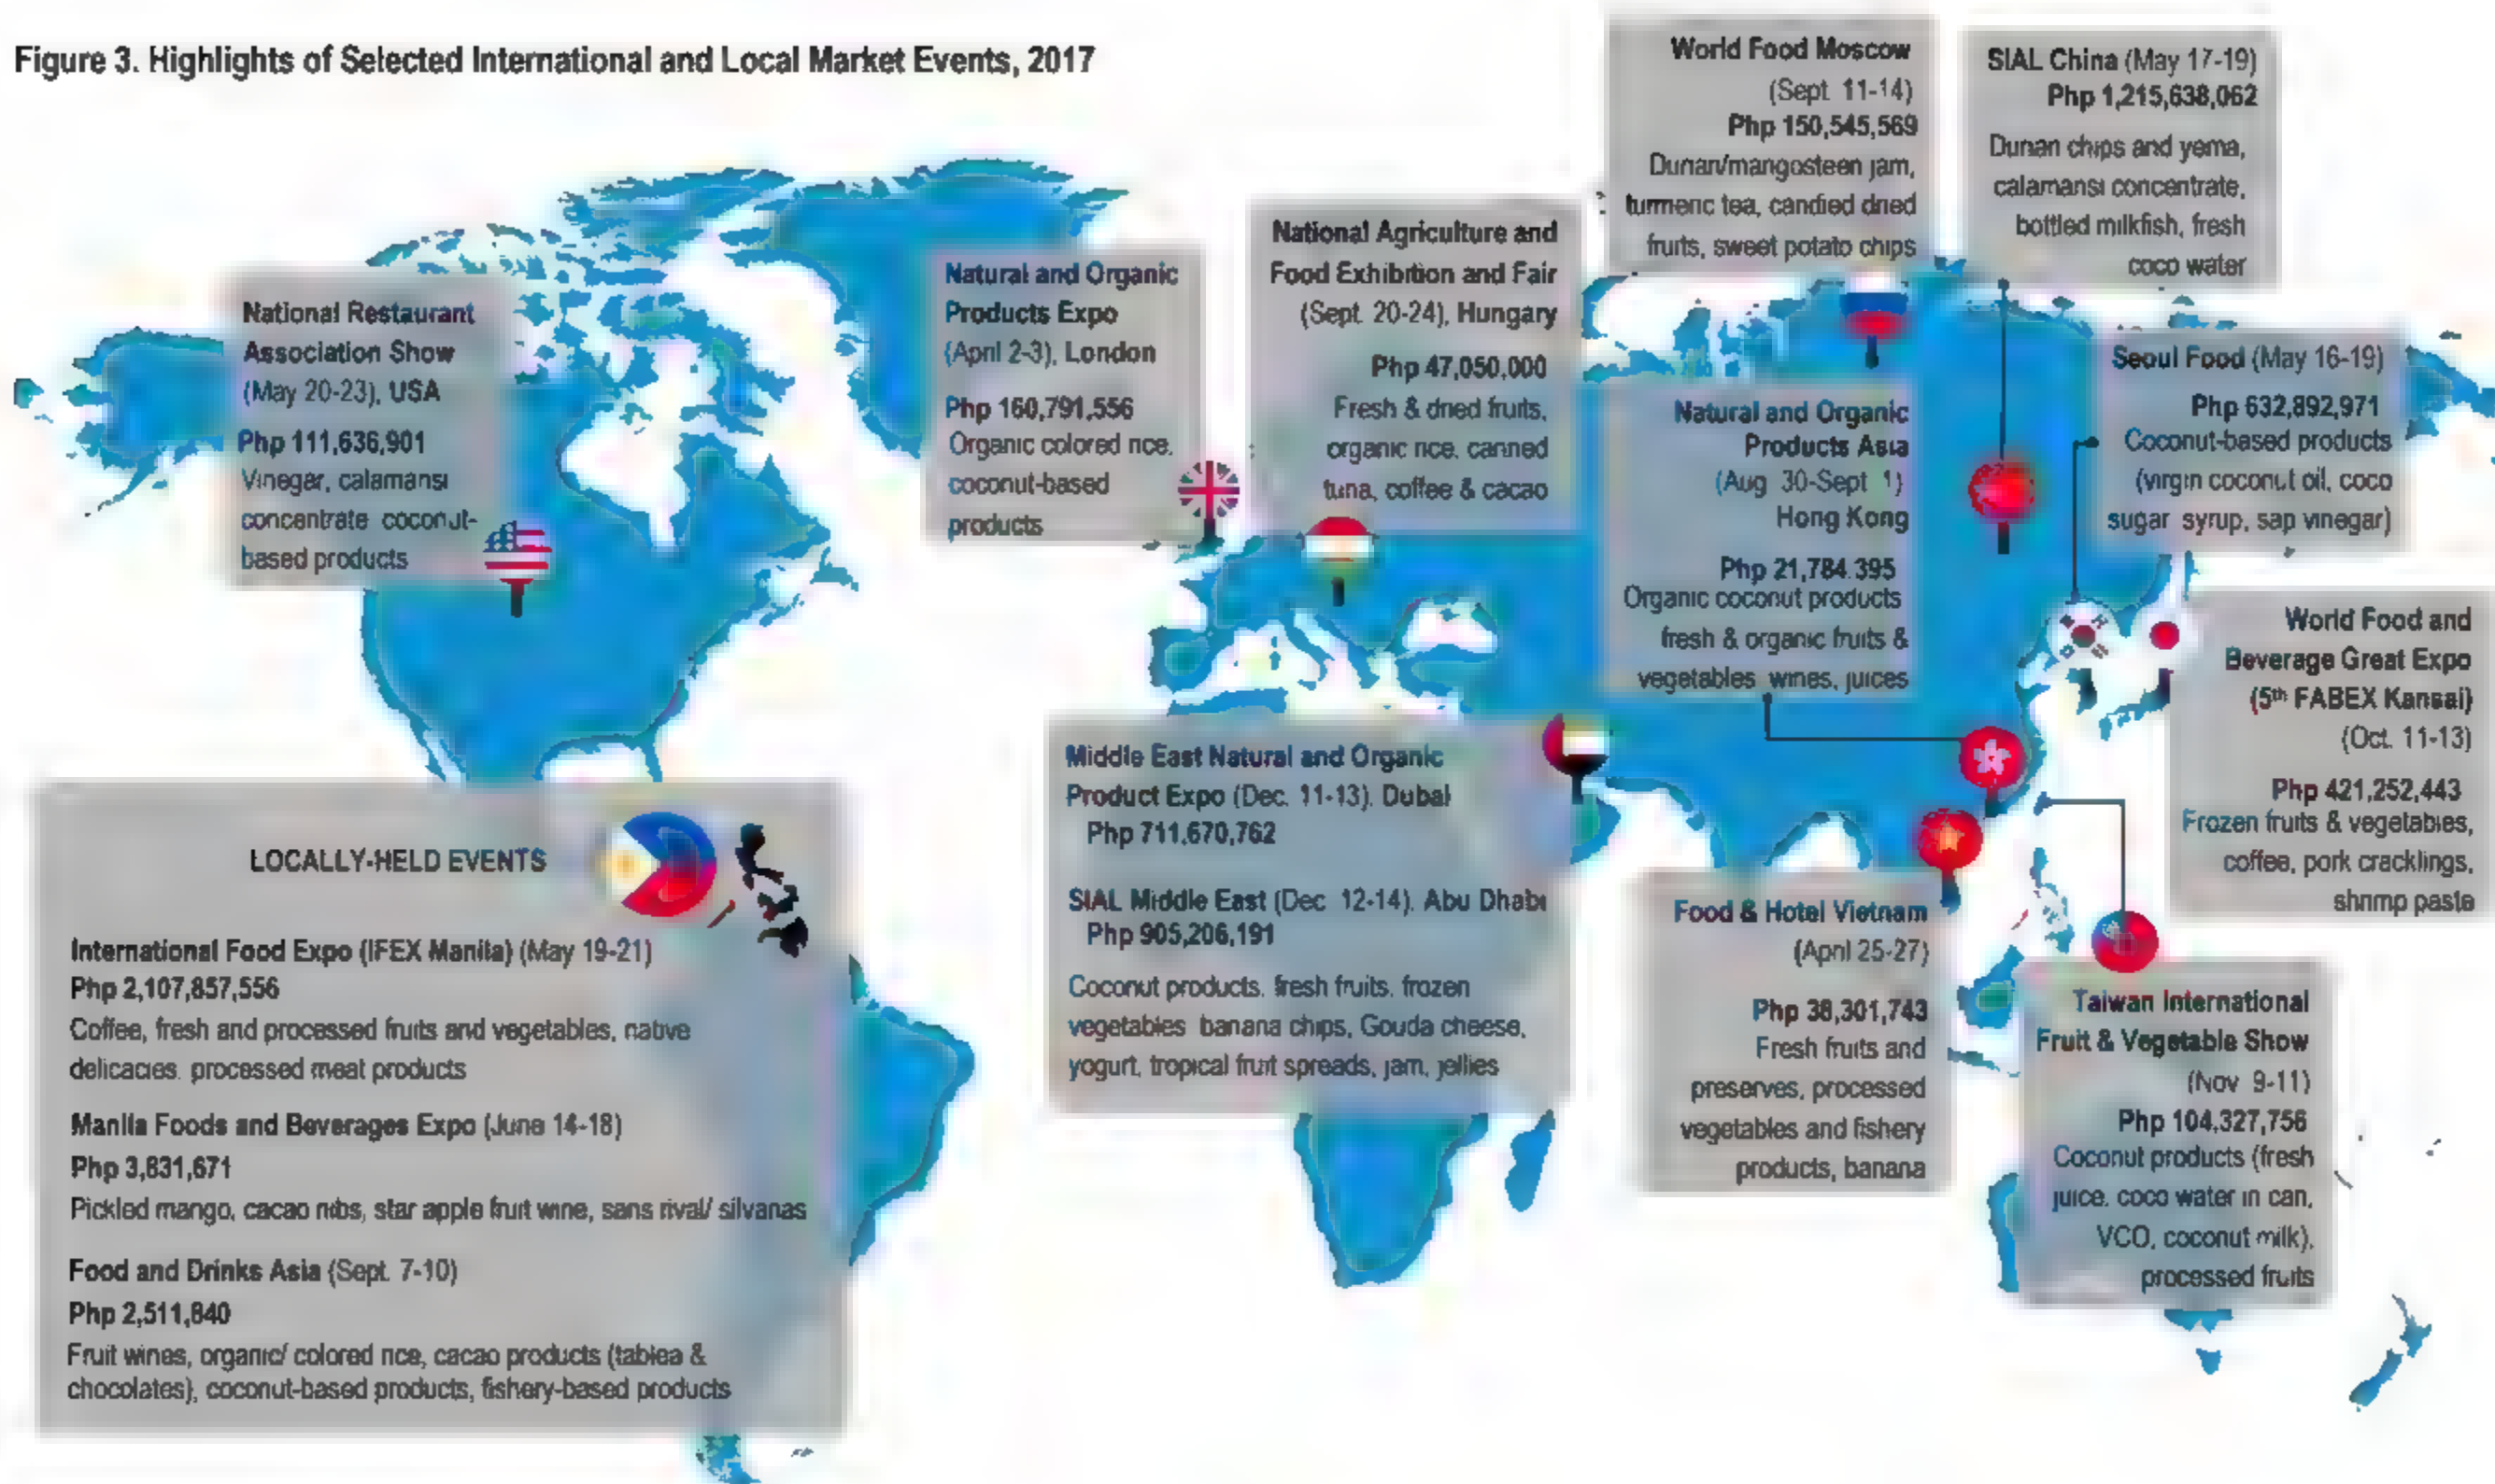 Figure 3. Highlights of Selected International and Local Market Events, 2017
World Food Moscow
(Sept. 11-14)
Php 150,545,569
Durian/mangosteen jam,
turmeric tea, candied dried
fruits, sweet potato chips
SIAL China (May 17-19)
Php 1,215,638,062
Durian chips and yema,
calamansi concentrate,
bottled milkfish, fresh
coco water
National Agriculture and
Food Exhibition and Fair
(Sept. 20-24), Hungary
Php 47,050,000
Fresh & dried fruits,
organic rice, canned
tuna, coffee & cacao
Natural and Organic
Products Expo
(April 2-3), London
Php 160,791,556
Organic colored rice,
coconut-based
products
National Restaurant
Association Show
(May 20-23), USA
Php 111,636,901
Vinegar, calamansi
concentrate coconut-
based products
Seoul Food (May 16-19)
Php 632,892,971
Coconut-based products
(virgin coconut oil, coco
sugar syrup, sap vinegar)
Natural and Organic
Products Asia
(Aug 30-Sept 1)
Hong Kong
Php 21,784.395
Organic coconut products
fresh & organic fruits &
vegetables wines, juices
World Food and
Beverage Great Expo
(5th FABEX Kansai)
(Oct. 11-13)
Php 421,252,443
Frozen fruits & vegetables,
coffee, pork cracklings,
shrimp paste
Middle East Natural and Organic
Product Expo (Dec. 11-13), Dubai
Php 711,670,762
SIAL Middle East (Dec 12-14), Abu Dhabi
Php 905,206,191
Coconut products, fresh fruits, frozen
vegetables banana chips, Gouda cheese,
yogurt, tropical fruit spreads, jam, jellies
Food & Hotel Vietnam
(April 25-27)
Php 38,301,743
Fresh fruits and
preserves, processed
vegetables and fishery
products, banana
Taiwan International
Fruit & Vegetable Show
(Nov 9-11)
Php 104,327,756
Coconut products (fresh
juice, coco water in can,
VCO, coconut milk),
processed fruits
LOCALLY-HELD EVENTS
International Food Expo (IFEX Manila) (May 19-21)
Php 2,107,857,556
Coffee, fresh and processed fruits and vegetables, native
delicacies, processed meat products
Manila Foods and Beverages Expo (June 14-18)
Php 3,831,671
Pickled mango, cacao nibs, star apple fruit wine, sans rival/ silvanas
Food and Drinks Asia (Sept. 7-10)
Php 2,511,840
Fruit wines, organic/ colored rice, cacao products (tablea &
chocolates), coconut-based products, fishery-based products